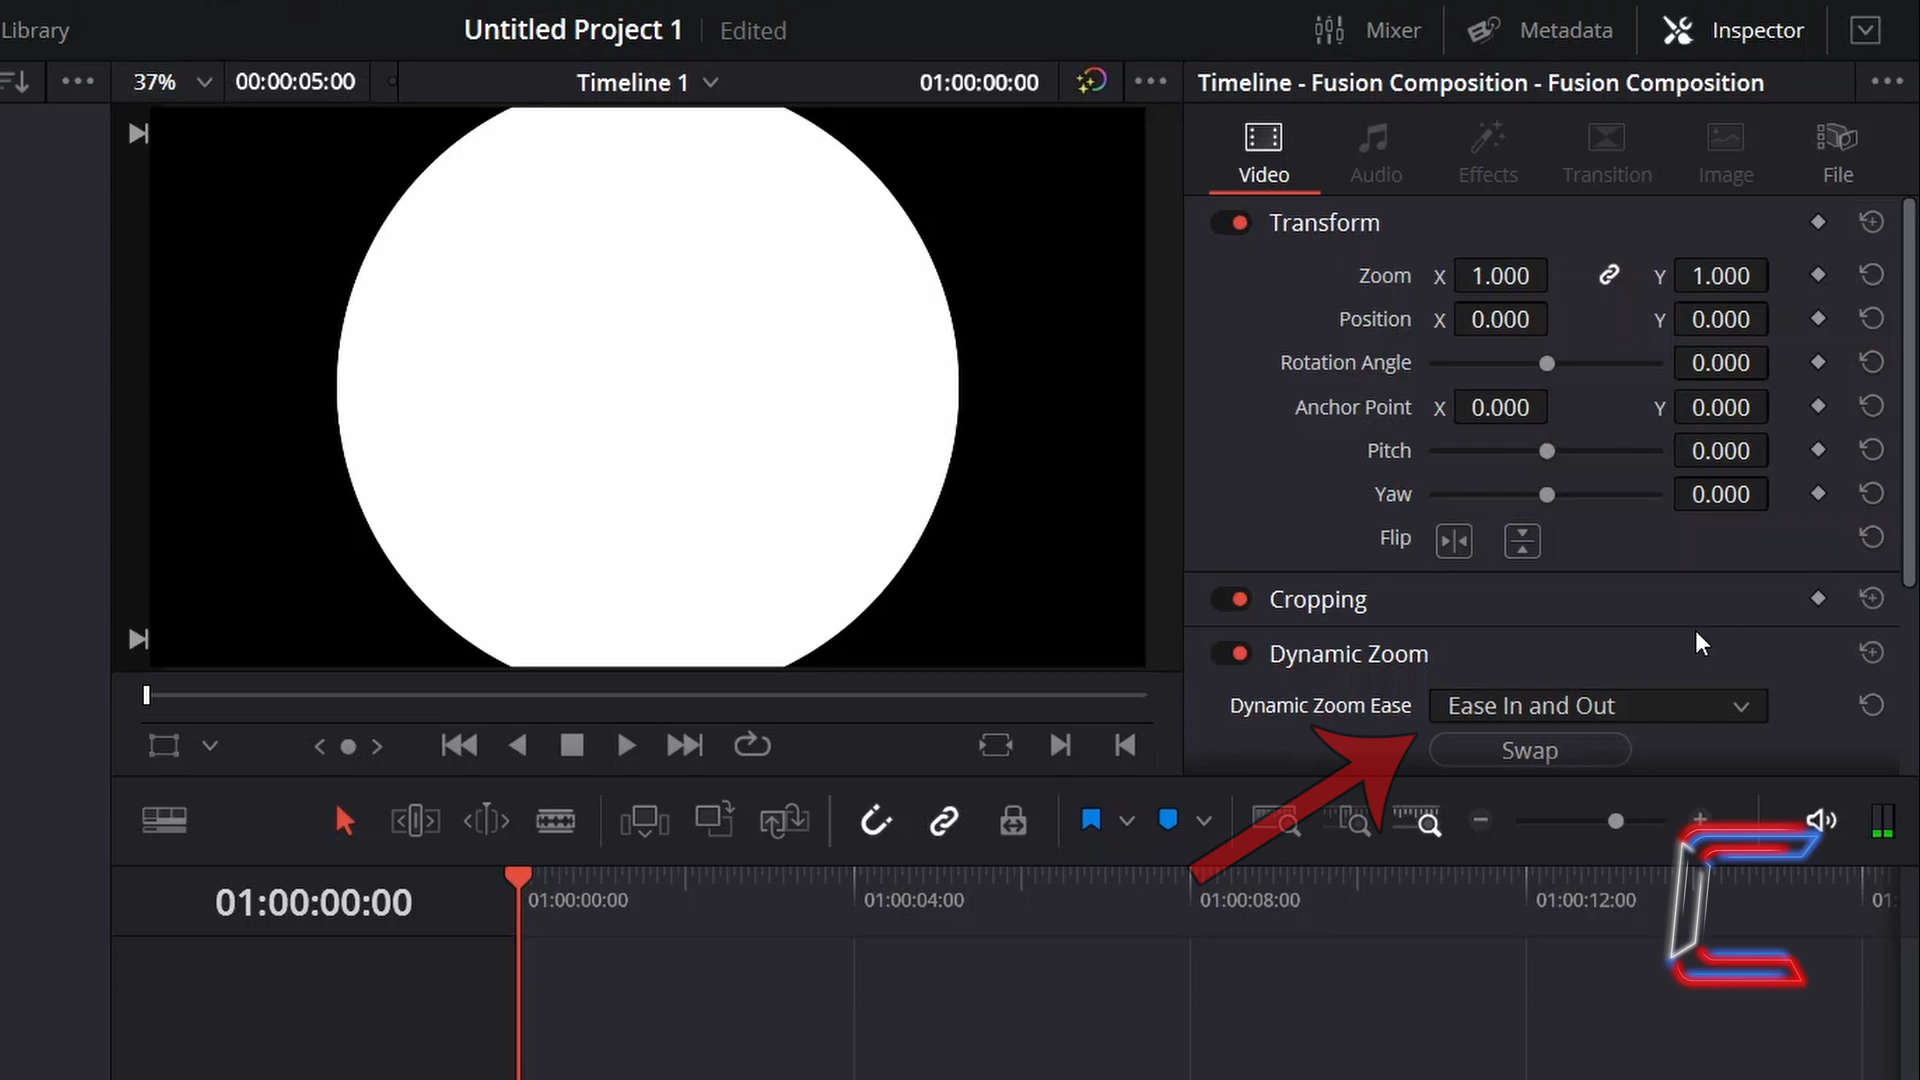 Library
Untitled Project 1
Edited
Mixer
Metadata
Inspector
37%
00:00:05:00
Timeline 1
01:00:00:00
Timeline - Fusion Composition - Fusion Composition
Video
Audio
Effects
Transition
Image
File
Transform
Zoom X 1.000 Y 1.000
Position X 0.000 Y 0.000
Rotation Angle 0.000
Anchor Point X 0.000 Y 0.000
Pitch 0.000
Yaw 0.000
Flip
Cropping
Dynamic Zoom
Dynamic Zoom Ease Ease In and Out
Swap
01:00:00:00
01:00:00:00
01:00:04:00
01:00:08:00
01:00:12:00
01: